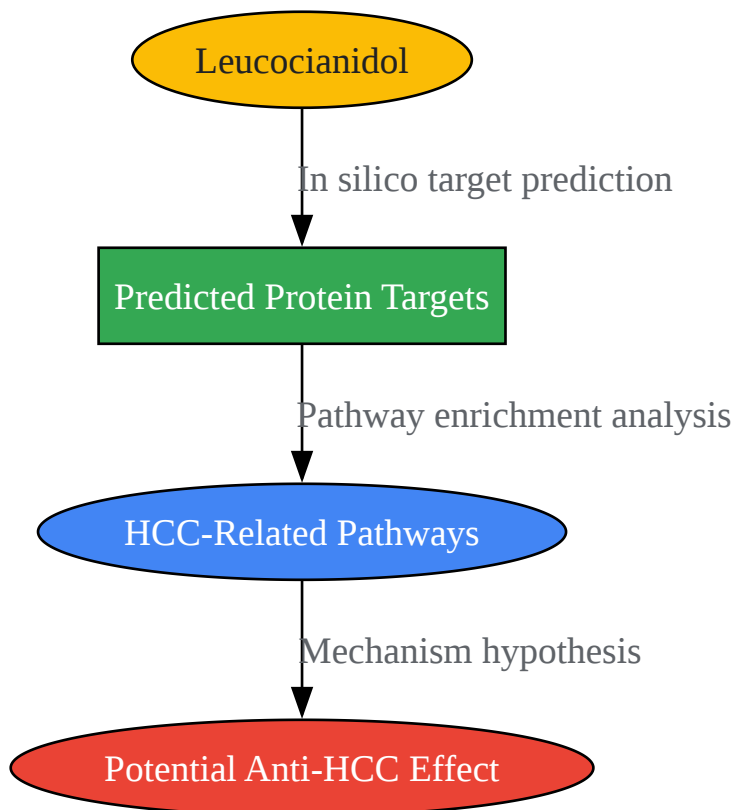 Leucocianidol
In silico target prediction
Predicted Protein Targets
Pathway enrichment analysis
HCC-Related Pathways
Mechanism hypothesis
Potential Anti-HCC Effect